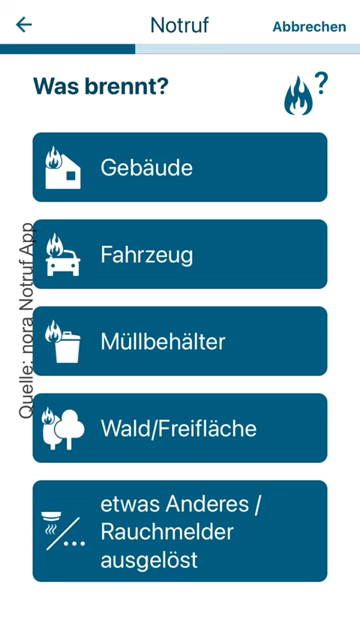 Notruf
Abbrechen
Was brennt?
?
Gebäude
Fahrzeug
Müllbehälter
Wald/Freifläche
etwas Anderes /
Rauchmelder
ausgelöst
Quelle: nora Notruf App